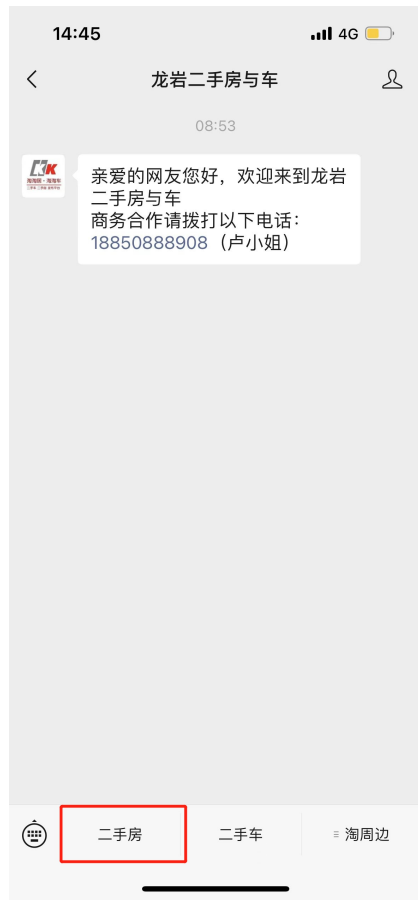 14:45
4G
龙岩二手房与车
08:53
亲爱的网友您好，欢迎来到龙岩
二手房与车
商务合作请拨打以下电话：
18850888908（卢小姐）
二手房
二手车
淘周边